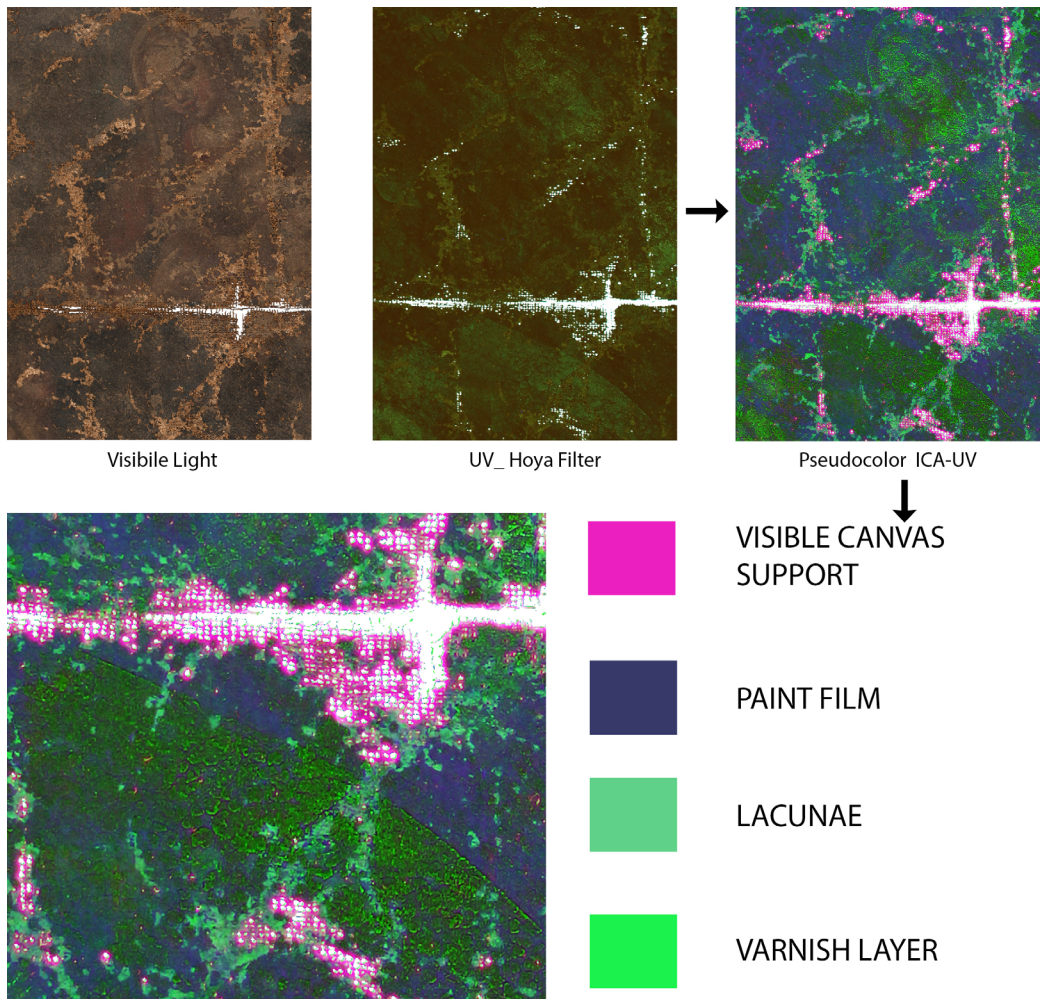 Visibile Light
UV_ Hoya Filter
Pseudocolor ICA-UV
VISIBLE CANVAS
SUPPORT
PAINT FILM
LACUNAE
VARNISH LAYER